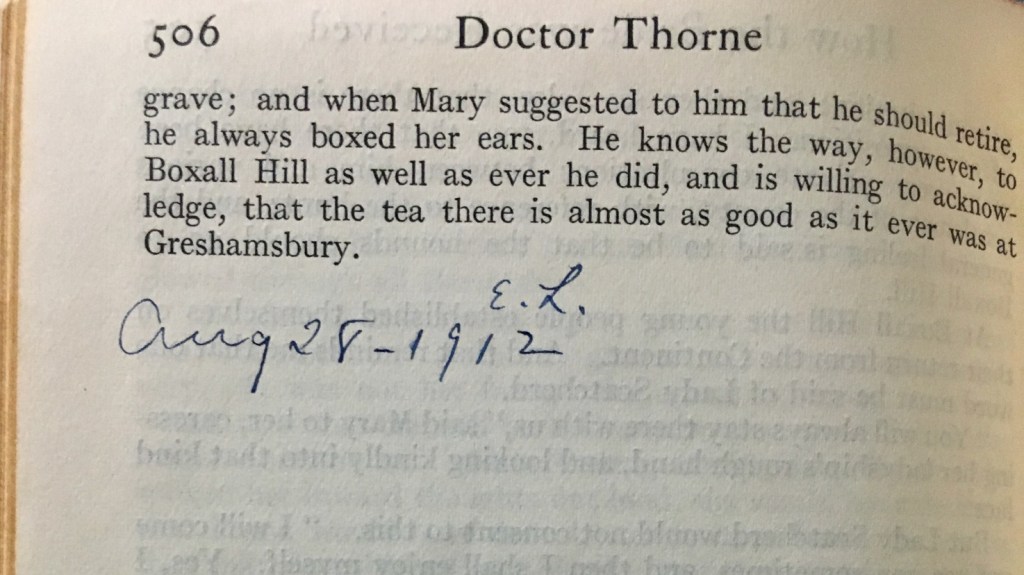 506 Doctor Thorne
grave; and when Mary suggested to him that he should retire,
he always boxed her ears. He knows the way, however, to
Boxall Hill as well as ever he did, and is willing to acknow-
ledge, that the tea there is almost as good as it ever was at
Greshamsbury.
E. L.
Aug 28-1912